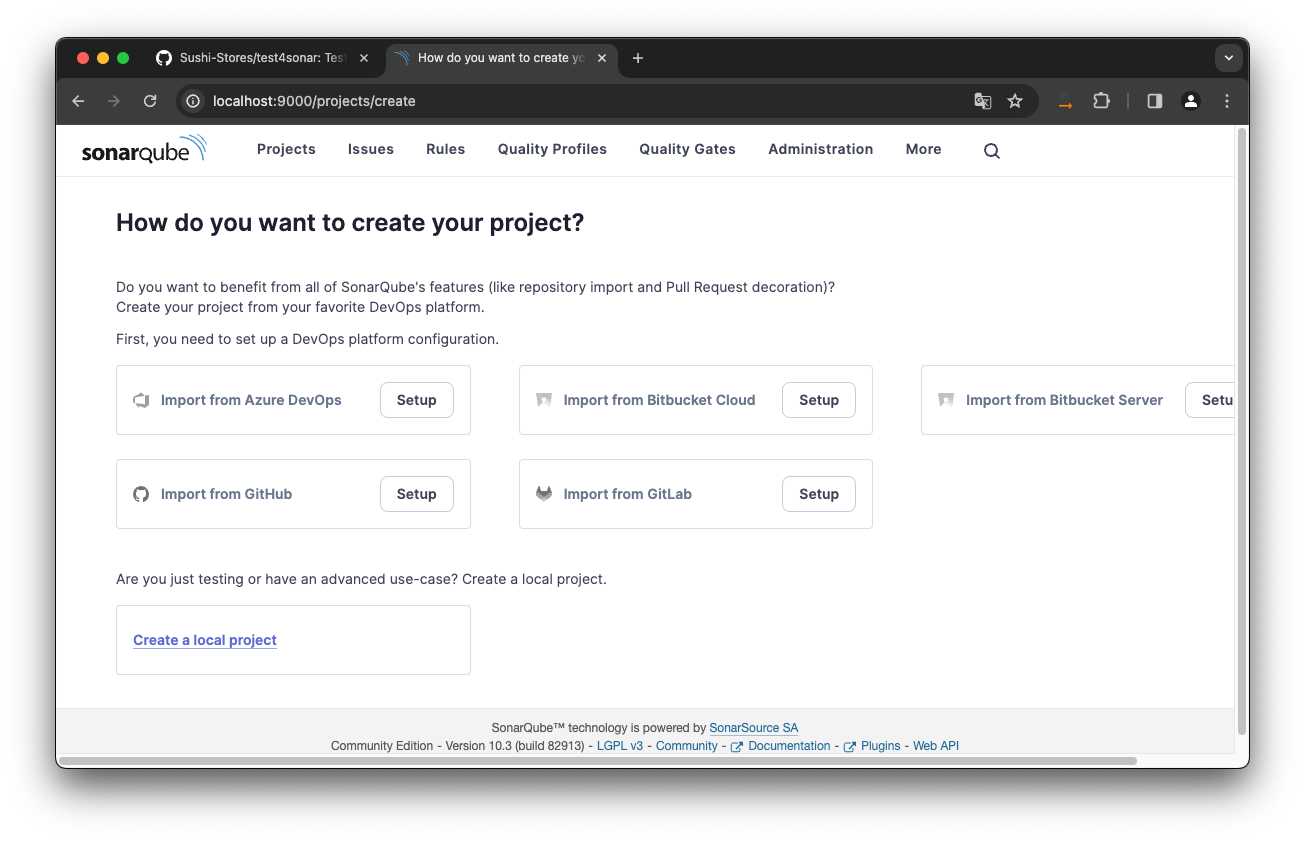 Sushi-Stores/test4sonar: Test
How do you want to create yo
localhost:9000/projects/create
sonarqube
Projects
Issues
Rules
Quality Profiles
Quality Gates
Administration
More
How do you want to create your project?
Do you want to benefit from all of SonarQube's features (like repository import and Pull Request decoration)?
Create your project from your favorite DevOps platform.
First, you need to set up a DevOps platform configuration.
Import from Azure DevOps
Setup
Import from Bitbucket Cloud
Setup
Import from Bitbucket Server
Setu
Import from GitHub
Setup
Import from GitLab
Setup
Are you just testing or have an advanced use-case? Create a local project.
Create a local project
SonarQube™ technology is powered by SonarSource SA
Community Edition - Version 10.3 (build 82913) - LGPL v3 - Community - Documentation - Plugins - Web API